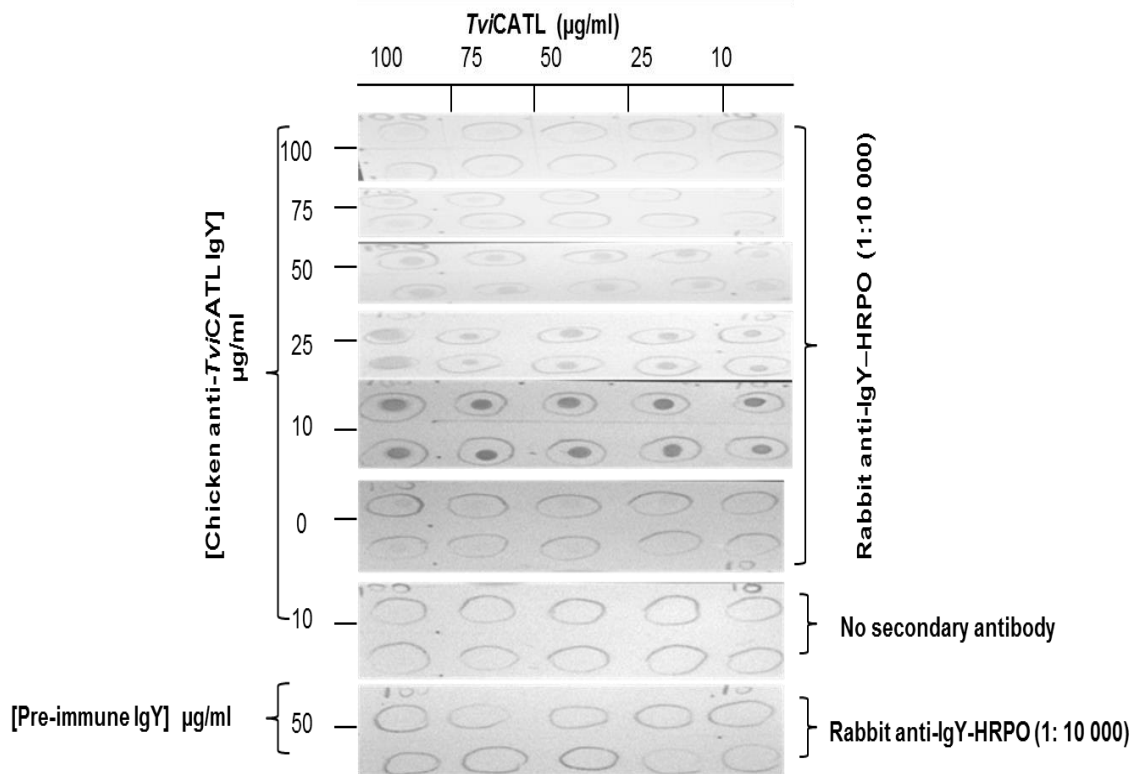 TviCATL (µg/ml)
100 75 50 25 10
[Chicken anti-TviCATL IgY]
µg/ml
100
75
50
25
10
0
10
Rabbit anti-IgY–HRPO (1:10 000)
No secondary antibody
[Pre-immune IgY] µg/ml
50
Rabbit anti-IgY-HRPO (1: 10 000)